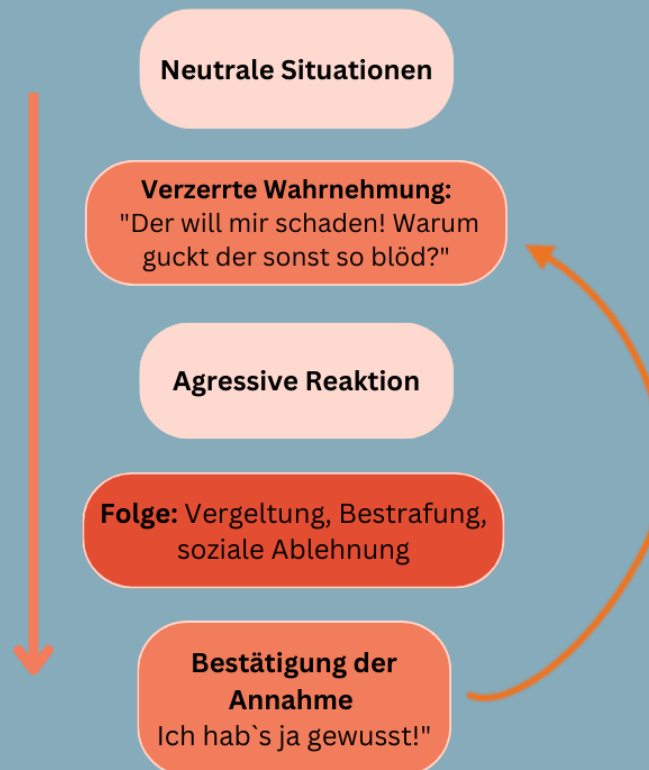 Neutrale Situationen
Verzerrte Wahrnehmung:
"Der will mir schaden! Warum
guckt der sonst so blöd?"
Agressive Reaktion
Folge: Vergeltung, Bestrafung,
soziale Ablehnung
Bestätigung der
Annahme
Ich hab`s ja gewusst!"